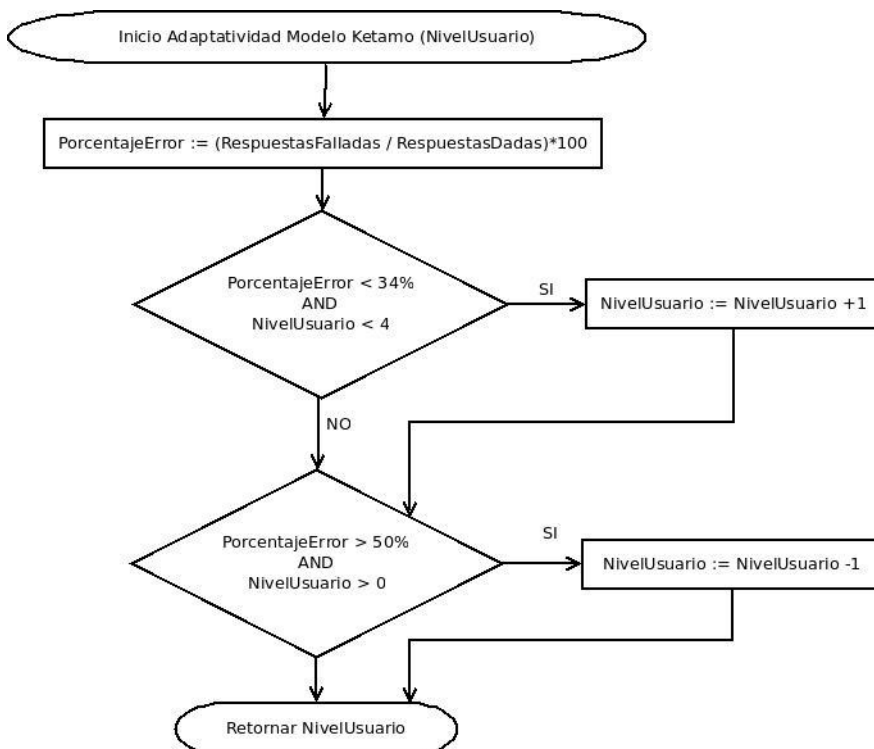 Inicio Adaptatividad Modelo Ketamo (NivelUsuario)
PorcentajeError := (RespuestasFalladas / RespuestasDadas)*100
PorcentajeError < 34%
AND
NivelUsuario < 4
SI
NivelUsuario := NivelUsuario +1
NO
PorcentajeError > 50%
AND
NivelUsuario > 0
SI
NivelUsuario := NivelUsuario -1
Retornar NivelUsuario